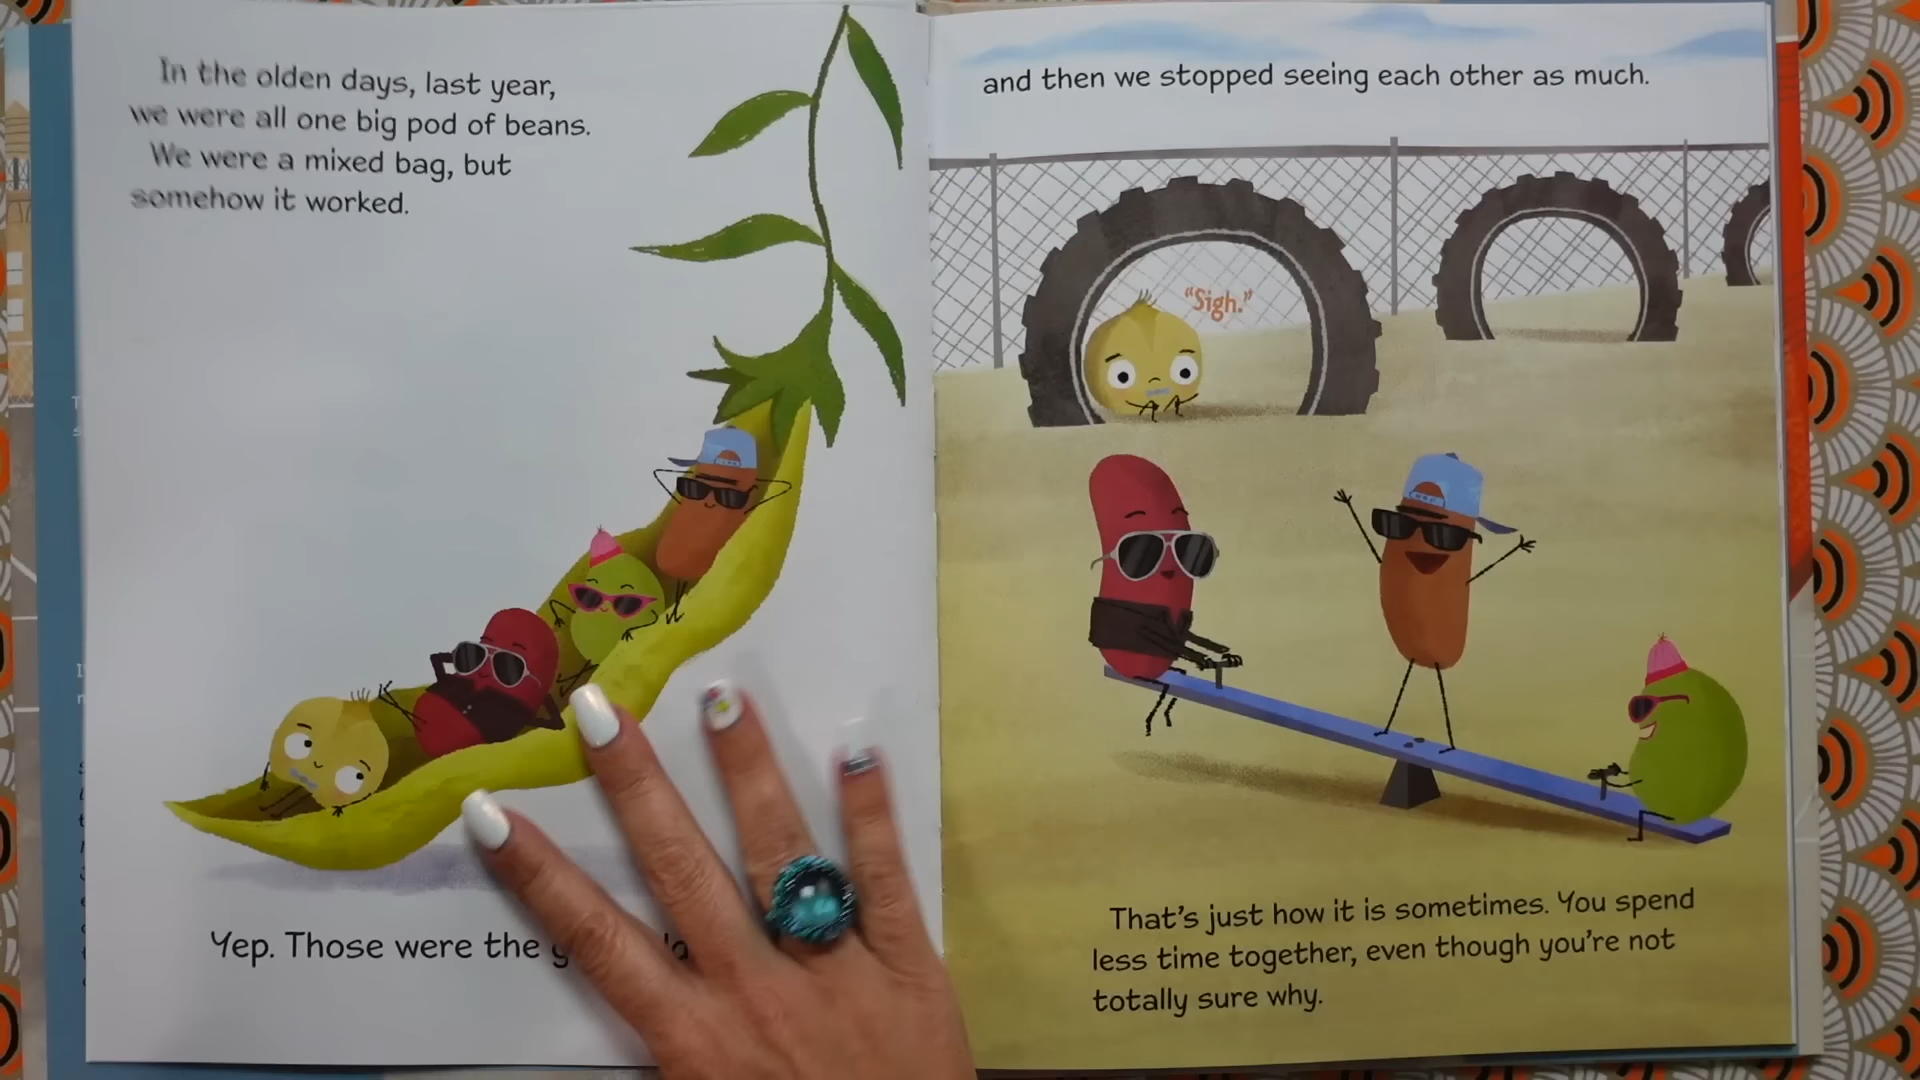 In the olden days, last year,
we were all one big pod of beans.
We were a mixed bag, but
somehow it worked.
Yep. Those were the
and then we stopped seeing each other as much.
"Sigh."
That's just how it is sometimes. You spend
less time together, even though you're not
totally sure why.